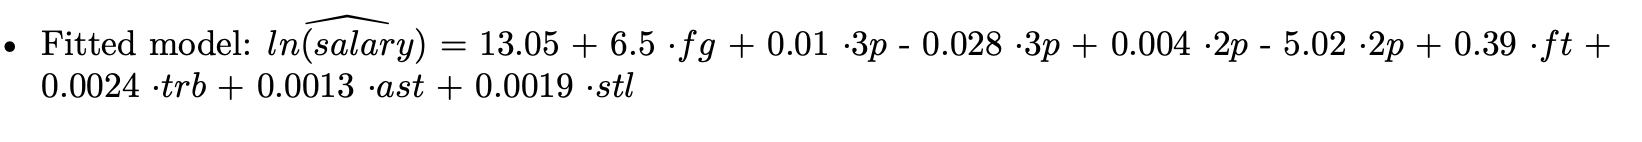 • Fitted model: ln(salary) = 13.05 + 6.5 ·fg + 0.01 ·3p - 0.028 ·3p + 0.004 ·2p - 5.02 ·2p + 0.39 ·ft +
0.0024 ·trb + 0.0013 ·ast + 0.0019 ·stl